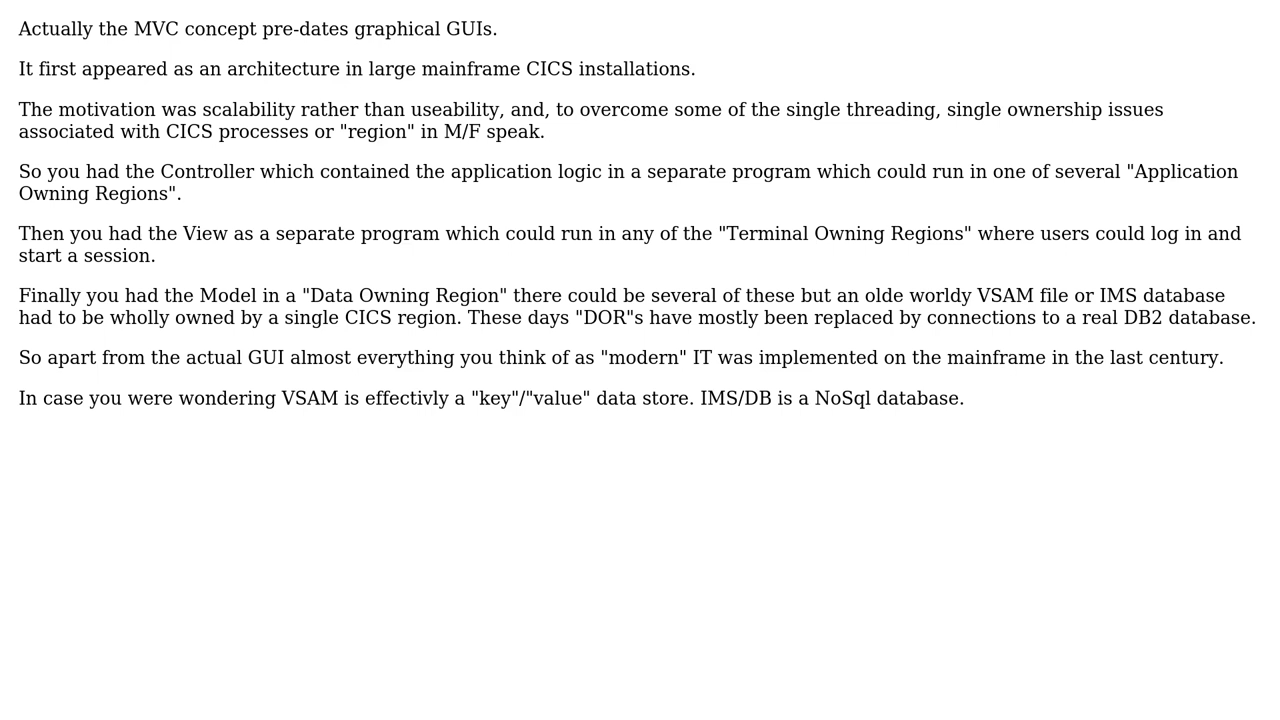 Actually the MVC concept pre-dates graphical GUIs.
It first appeared as an architecture in large mainframe CICS installations.
The motivation was scalability rather than useability, and, to overcome some of the single threading, single ownership issues
associated with CICS processes or "region" in M/F speak.
So you had the Controller which contained the application logic in a separate program which could run in one of several "Application
Owning Regions".
Then you had the View as a separate program which could run in any of the "Terminal Owning Regions" where users could log in and
start a session.
Finally you had the Model in a "Data Owning Region" there could be several of these but an olde worldy VSAM file or IMS database
had to be wholly owned by a single CICS region. These days "DOR"s have mostly been replaced by connections to a real DB2 database.
So apart from the actual GUI almost everything you think of as "modern" IT was implemented on the mainframe in the last century.
In case you were wondering VSAM is effectivly a "key"/"value" data store. IMS/DB is a NoSql database.